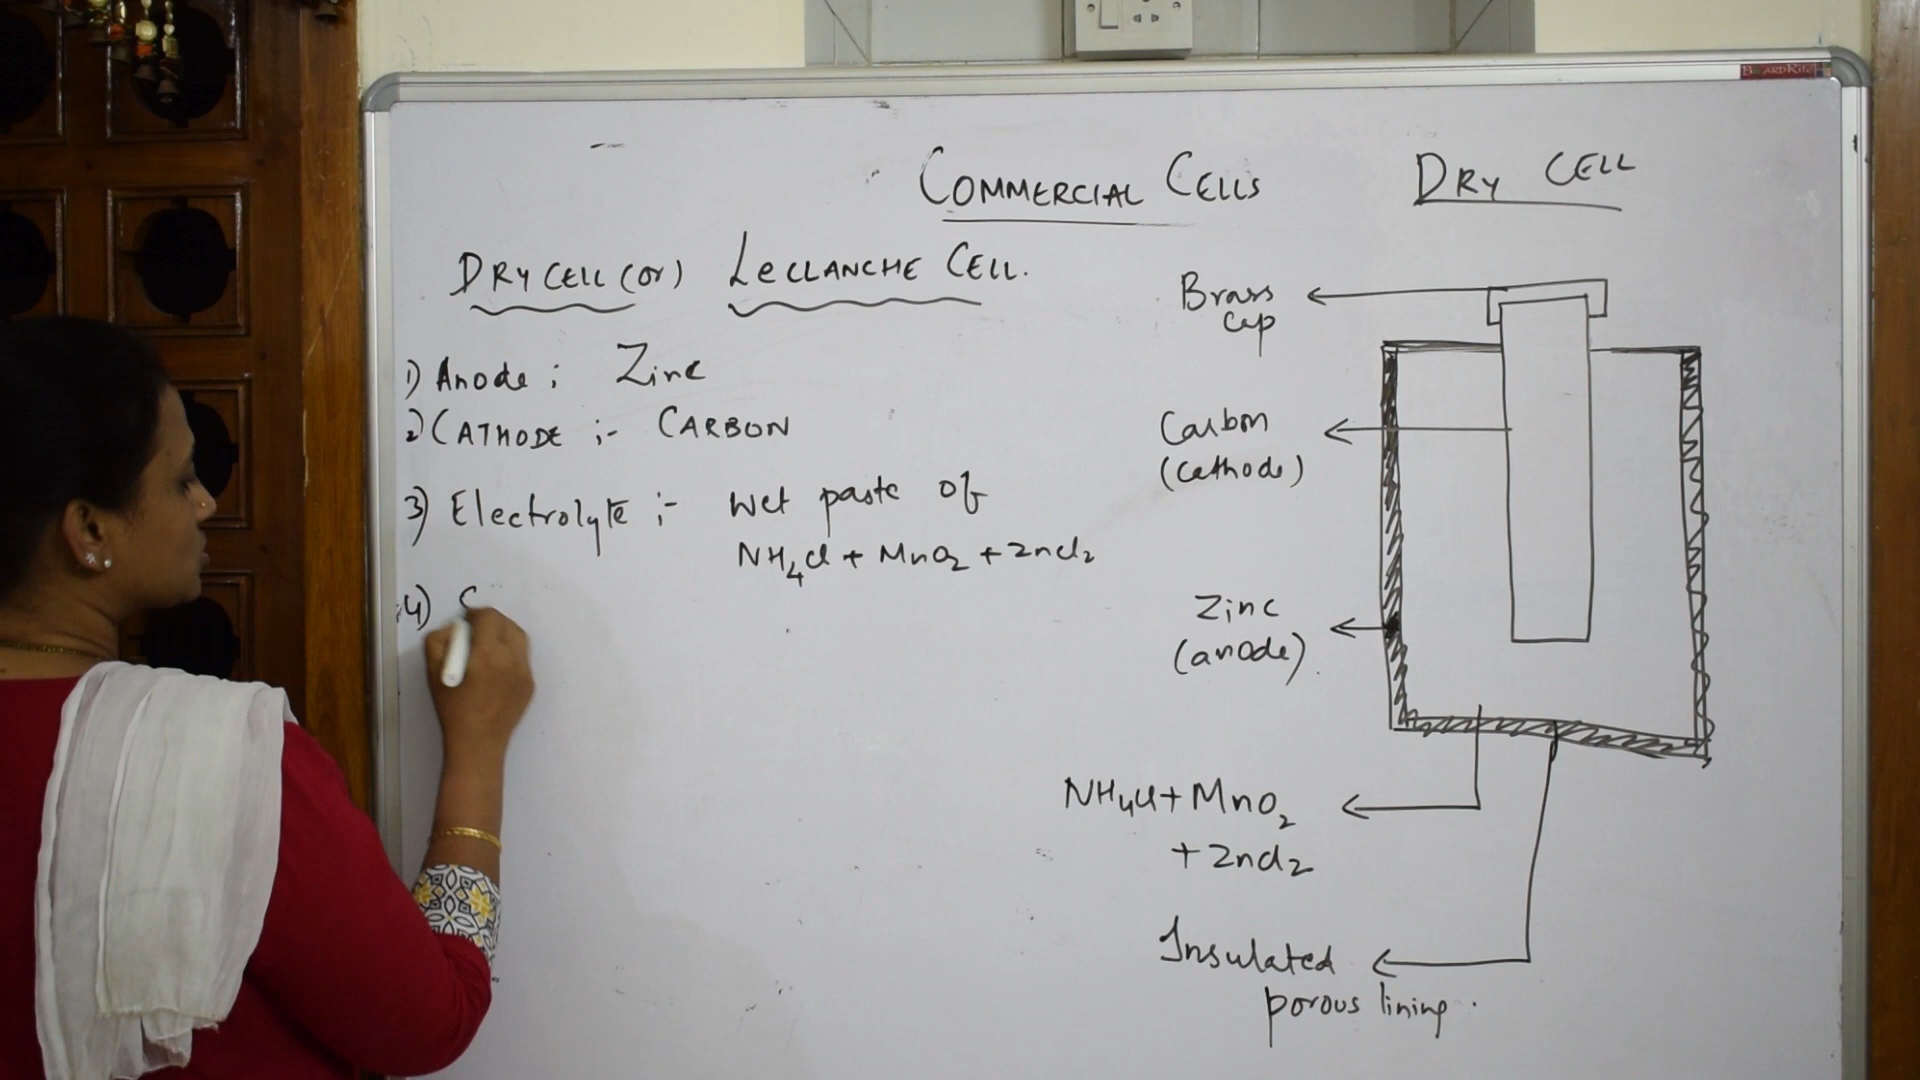 BOARDRITE
COMMERCIAL CELLS
DRY CELL
DRY CELL (or) LECLANCHE CELL.
1) Anode : Zinc
2) CATHODE :- CARBON
3) Electrolyte :- Wet paste of
NH4Cl + MnO2 + ZnCl2
4)
Brass
cap
Carbon
(cathode)
Zinc
(anode).
NH4Cl + MnO2
+ ZnCl2
Insulated
porous lining.